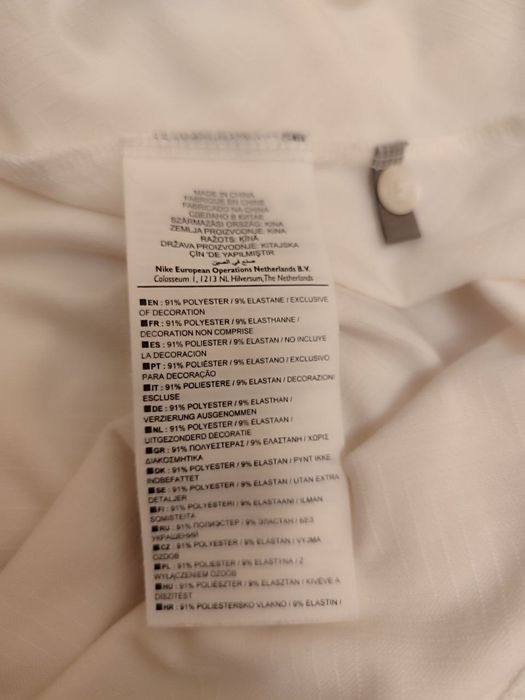 MADE IN CHINA
FABRIQUE EN CHINE
FABRICADO NA CHINA
СДЕЛАНО В КИТАЕ
SZÁRMAZÁSI ORSZÁG: KÍNA
ZEMLJA PROIZVODNJE: KINA
RAŽOTS: ĶĪNA
DRŽAVA PROIZVODNJE: KITAJSKA
ÇİN 'DE YAPILMIŞTIR
صنع في الصين
Nike European Operations Netherlands B.V.
Colosseum 1, 1213 NL Hilversum, The Netherlands
■EN : 91% POLYESTER / 9% ELASTANE / EXCLUSIVE
OF DECORATION
■FR : 91% POLYESTER / 9% ELASTHANNE /
DECORATION NON COMPRISE
■ES : 91% POLYESTER / 9% ELASTAN / NO INCLUYE
LA DECORACION
■PT : 91% POLIÉSTER / 9% ELASTANO / EXCLUSIVO
PARA DECORAÇÃO
■IT : 91% POLIESTERE / 9% ELASTAN / DECORAZIONI
ESCLUSE
■DE : 91% POLYESTER / 9% ELASTHAN /
VERZIERUNG AUSGENOMMEN
■NL : 91% POLYESTER / 9% ELASTAAN /
UITGEZONDERD DECORATIE
■GR : 91% ΠΟΛΥΕΣΤΕΡΑΣ / 9% ΕΛΑΣΤΑΝΗ / ΧΩΡΙΣ
ΔΙΑΚΟΣΜΗΤΙΚΑ
■DK : 91% POLYESTER / 9% ELASTAN / PYNT IKKE
INDBEFATTET
■SE : 91% POLYESTER / 9% ELASTAN / UTAN EXTRA
DETALJER
■FI : 91% POLYESTERI / 9% ELASTAANI / ILMAN
SOMISTEITA
■RU : 91% ПОЛИЭСТЕР / 9% ЭЛАСТАН / БЕЗ
УКРАШЕНИЙ
■CZ : 91% POLYESTER / 9% ELASTAN / VYJMA
OZDOB
■PL : 91% POLIESTER / 9% ELASTYNA / Z
WYŁĄCZENIEM OZDÓB
■HU : 91% POLIÉSZTER / 9% ELASZTÁN / KIVÉVE A
DÍSZÍTÉST
■HR : 91% POLIESTERSKO VLAKNO / 9% ELASTIN /